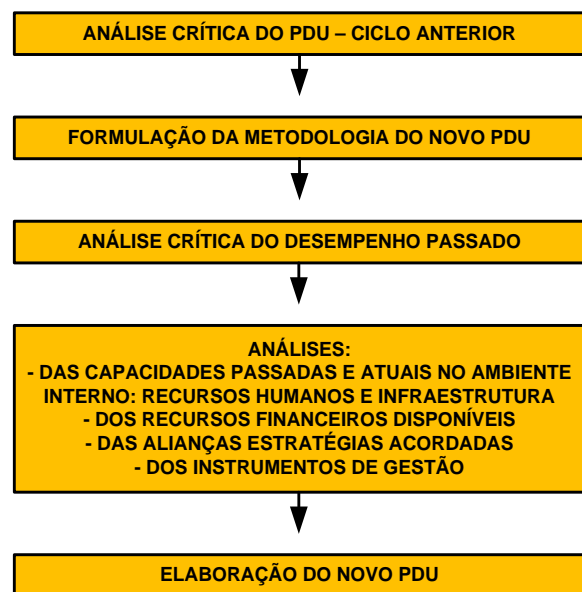 ANÁLISE CRÍTICA DO PDU – CICLO ANTERIOR
FORMULAÇÃO DA METODOLOGIA DO NOVO PDU
ANÁLISE CRÍTICA DO DESEMPENHO PASSADO
ANÁLISES:
- DAS CAPACIDADES PASSADAS E ATUAIS NO AMBIENTE
INTERNO: RECURSOS HUMANOS E INFRAESTRUTURA
- DOS RECURSOS FINANCEIROS DISPONÍVEIS
- DAS ALIANÇAS ESTRATÉGIAS ACORDADAS
- DOS INSTRUMENTOS DE GESTÃO
ELABORAÇÃO DO NOVO PDU